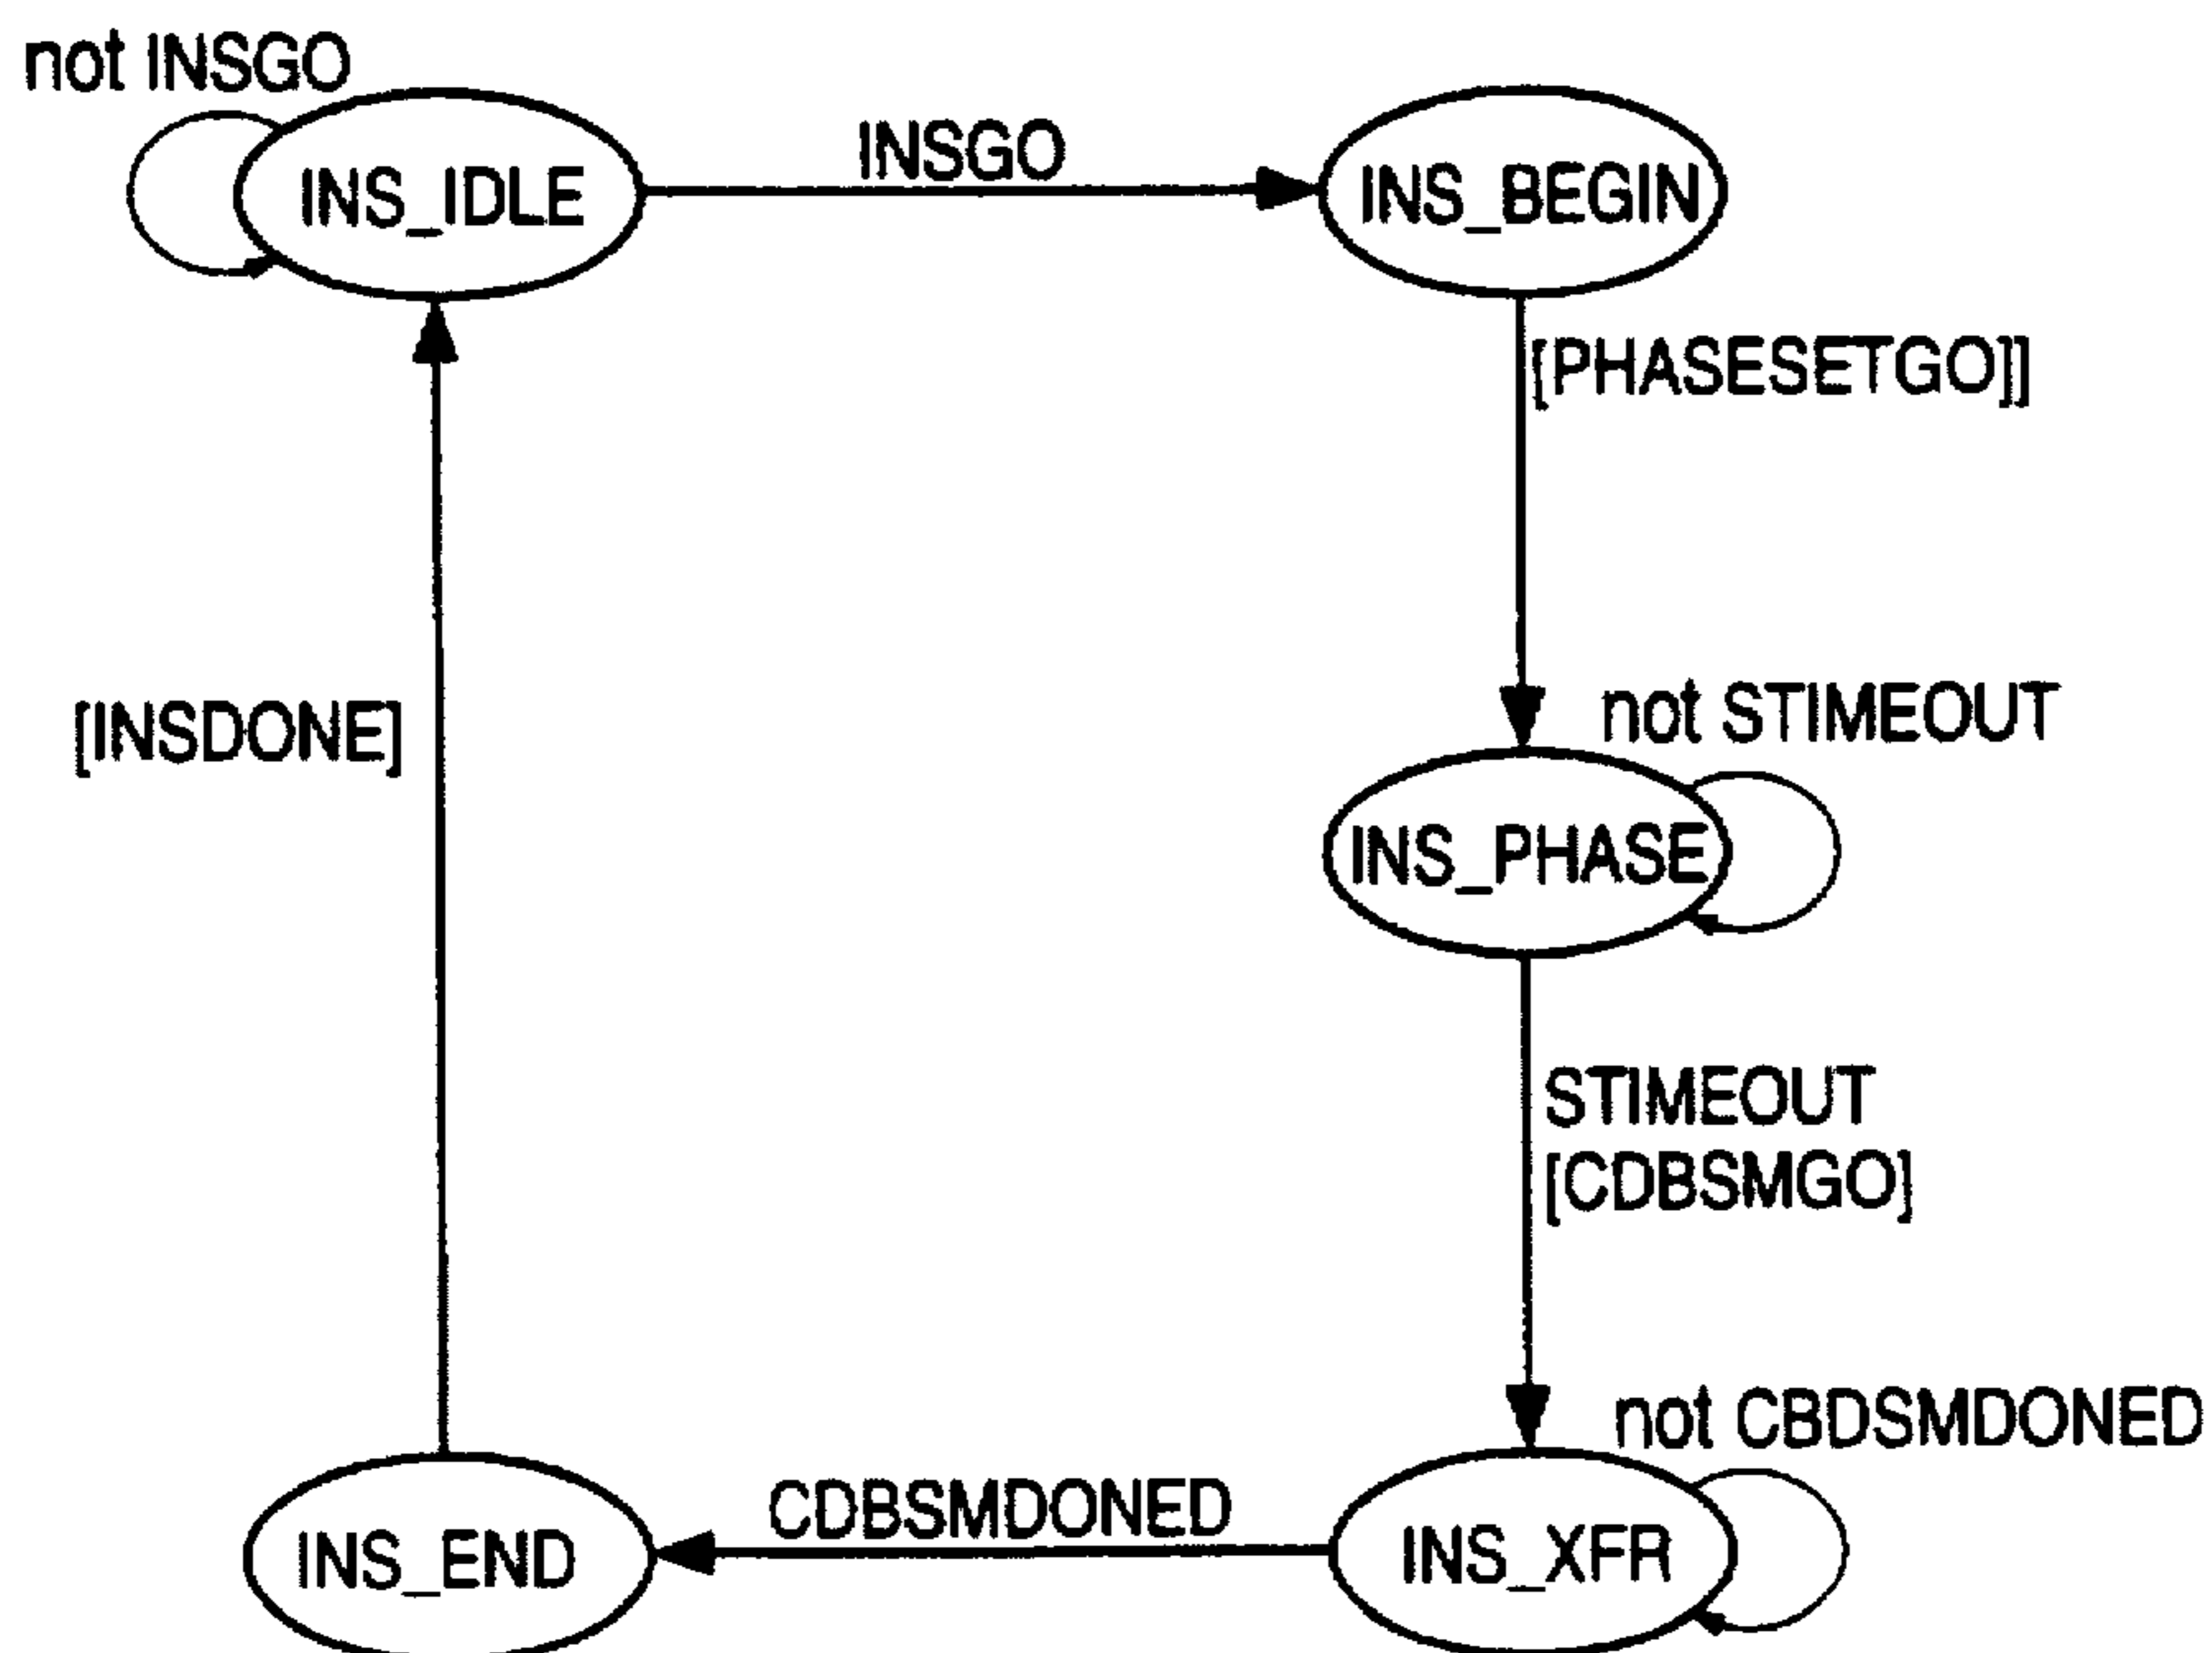 not INSGO
INS_IDLE
INSGO
INS_BEGIN
[PHASESETGO]]
[INSDONE]
not STIMEOUT
INS_PHASE
STIMEOUT
[CDBSMGO]
not CBDSMDONED
CDBSMDONED
INS_END
INS_XFR